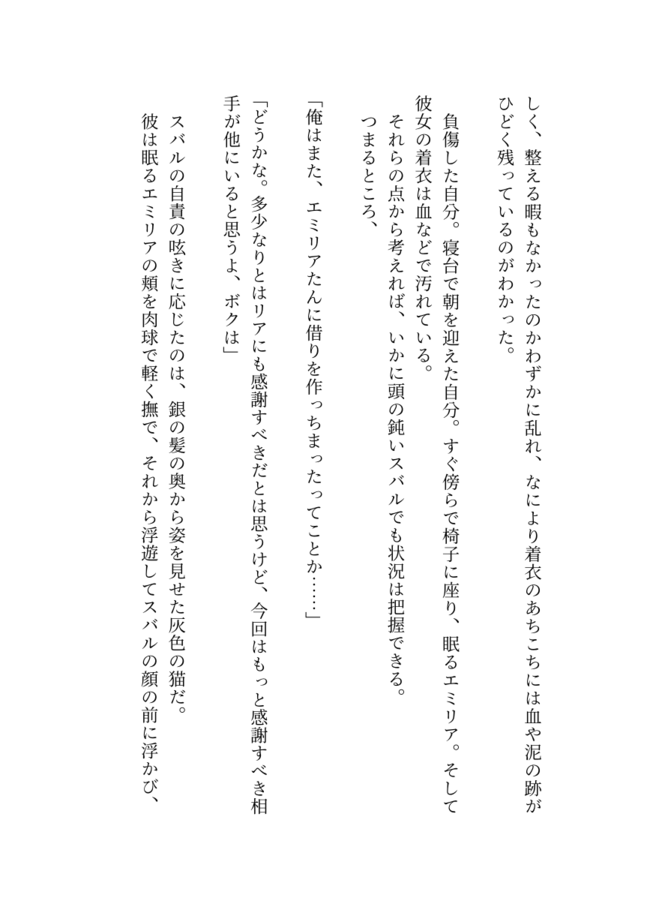 しく、整える暇もなかったのかわずかに乱れ、なにより着衣のあちこちには血や泥の跡が
ひどく残っているのがわかった。
負傷した自分。寝台で朝を迎えた自分。すぐ傍らで椅子に座り、眠るエミリア。そして
彼女の着衣は血などで汚れている。
それらの点から考えれば、いかに頭の鈍いスバルでも状況は把握できる。
つまるところ、
「俺はまた、エミリアたんに借りを作っちまったってことか……」
「どうかな。多少なりとはリアにも感謝すべきだとは思うけど、今回はもっと感謝すべき相
手が他にいると思うよ、ボクは」
スバルの自責の呟きに応じたのは、銀の髪の奥から姿を見せた灰色の猫だ。
彼は眠るエミリアの頬を肉球で軽く撫で、それから浮遊してスバルの顔の前に浮かび、